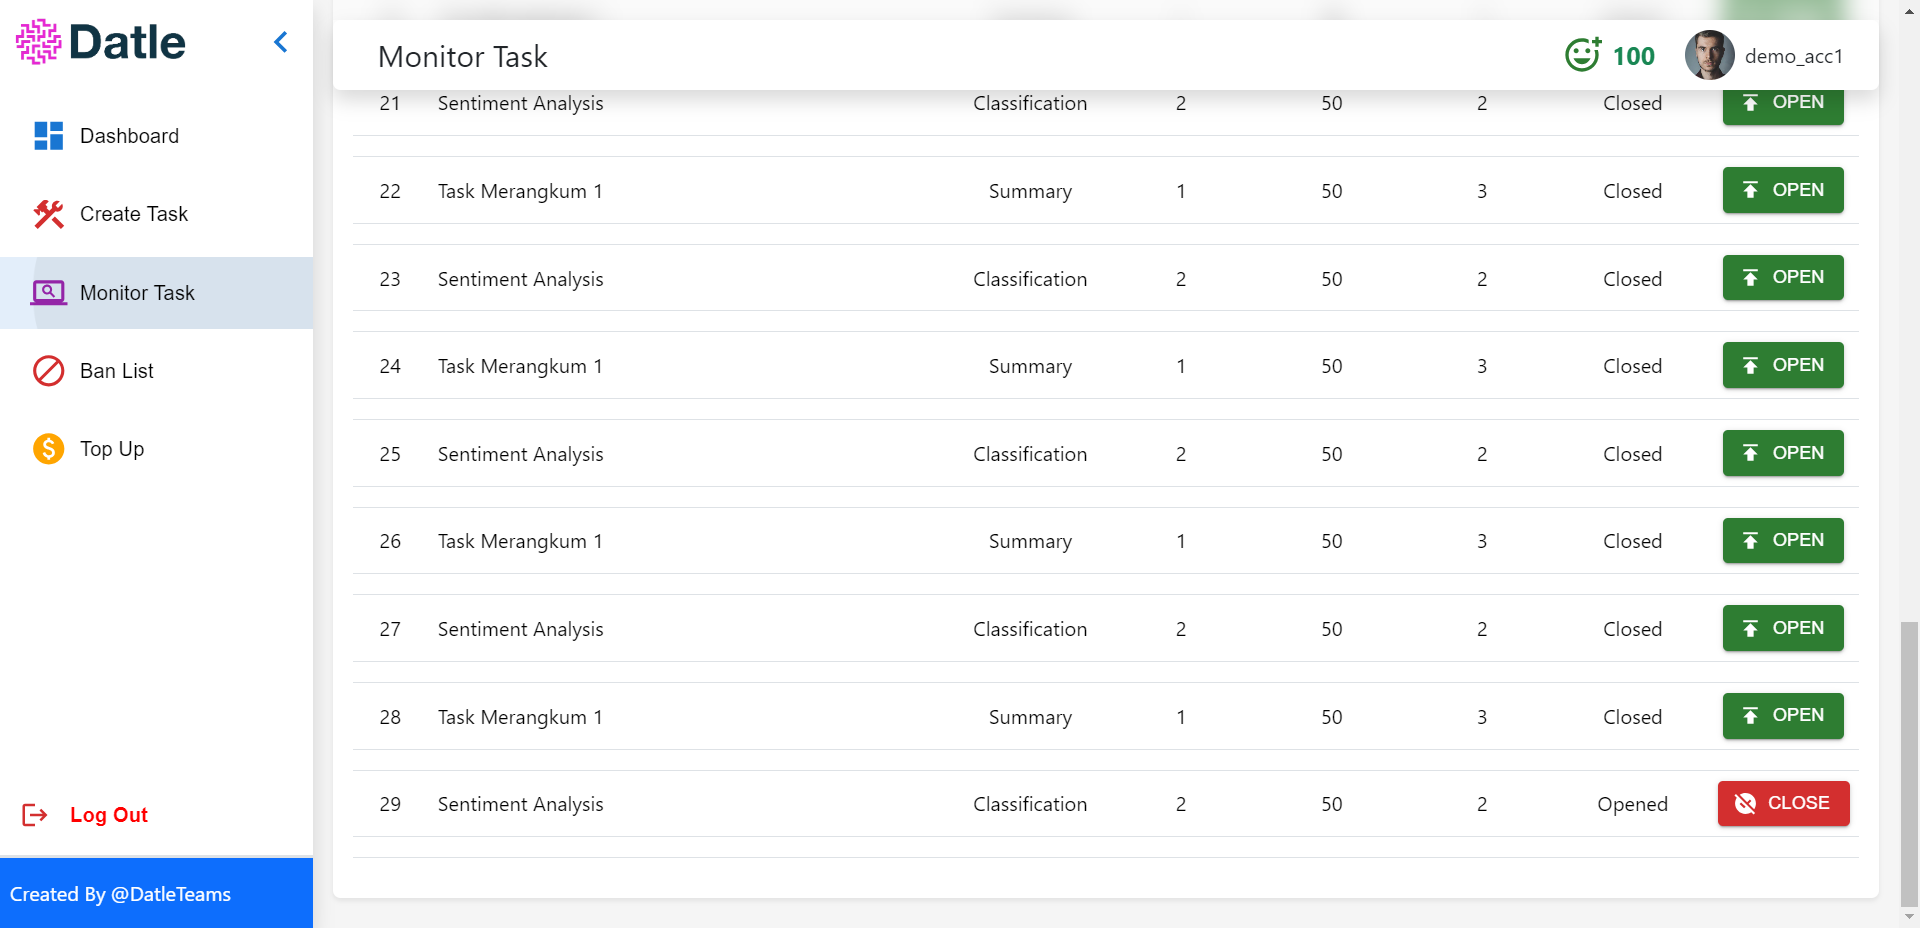 Datle
Dashboard
Create Task
Monitor Task
Ban List
Top Up
Log Out
Created By @DatleTeams
Monitor Task
100 demo_acc1
21 Sentiment Analysis Classification 2 50 2 Closed OPEN
22 Task Merangkum 1 Summary 1 50 3 Closed OPEN
23 Sentiment Analysis Classification 2 50 2 Closed OPEN
24 Task Merangkum 1 Summary 1 50 3 Closed OPEN
25 Sentiment Analysis Classification 2 50 2 Closed OPEN
26 Task Merangkum 1 Summary 1 50 3 Closed OPEN
27 Sentiment Analysis Classification 2 50 2 Closed OPEN
28 Task Merangkum 1 Summary 1 50 3 Closed OPEN
29 Sentiment Analysis Classification 2 50 2 Opened CLOSE